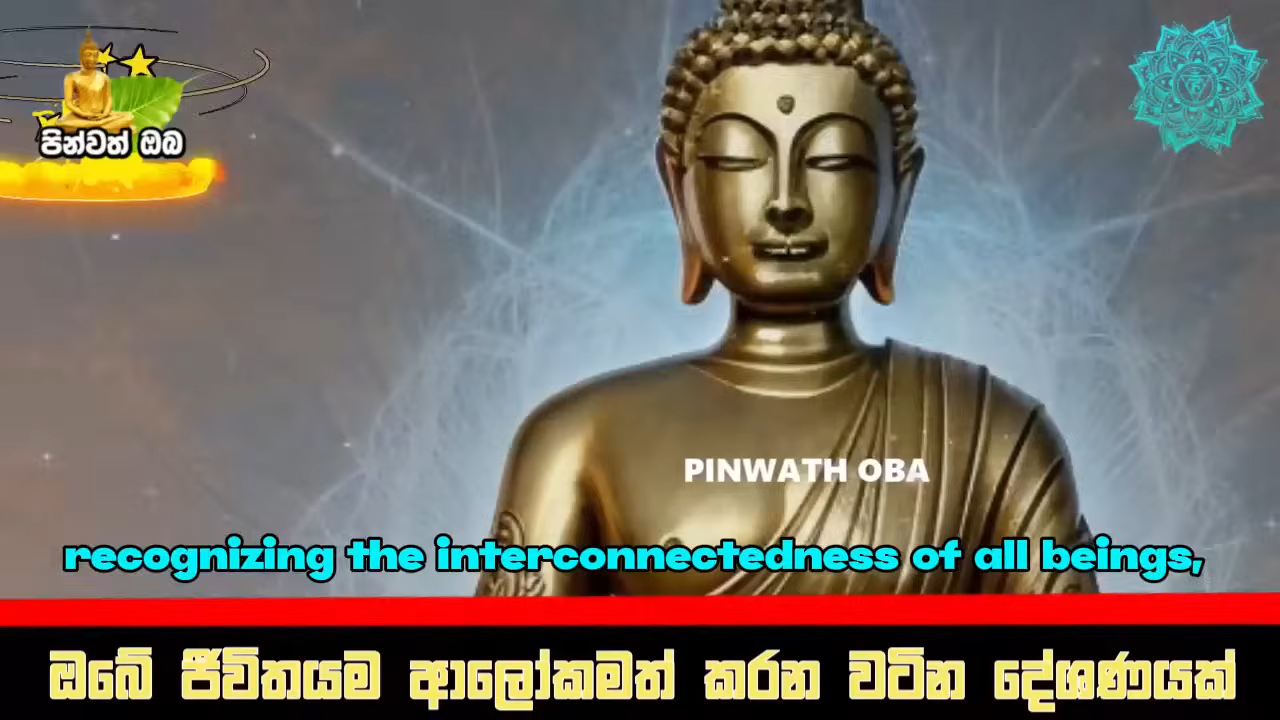 පින්වත් ඔබ
PINWATH OBA
recognizing the interconnectedness of all beings,
ඔබේ ජීවිතයම ආලෝකමත් කරන වටින දේශණයක්